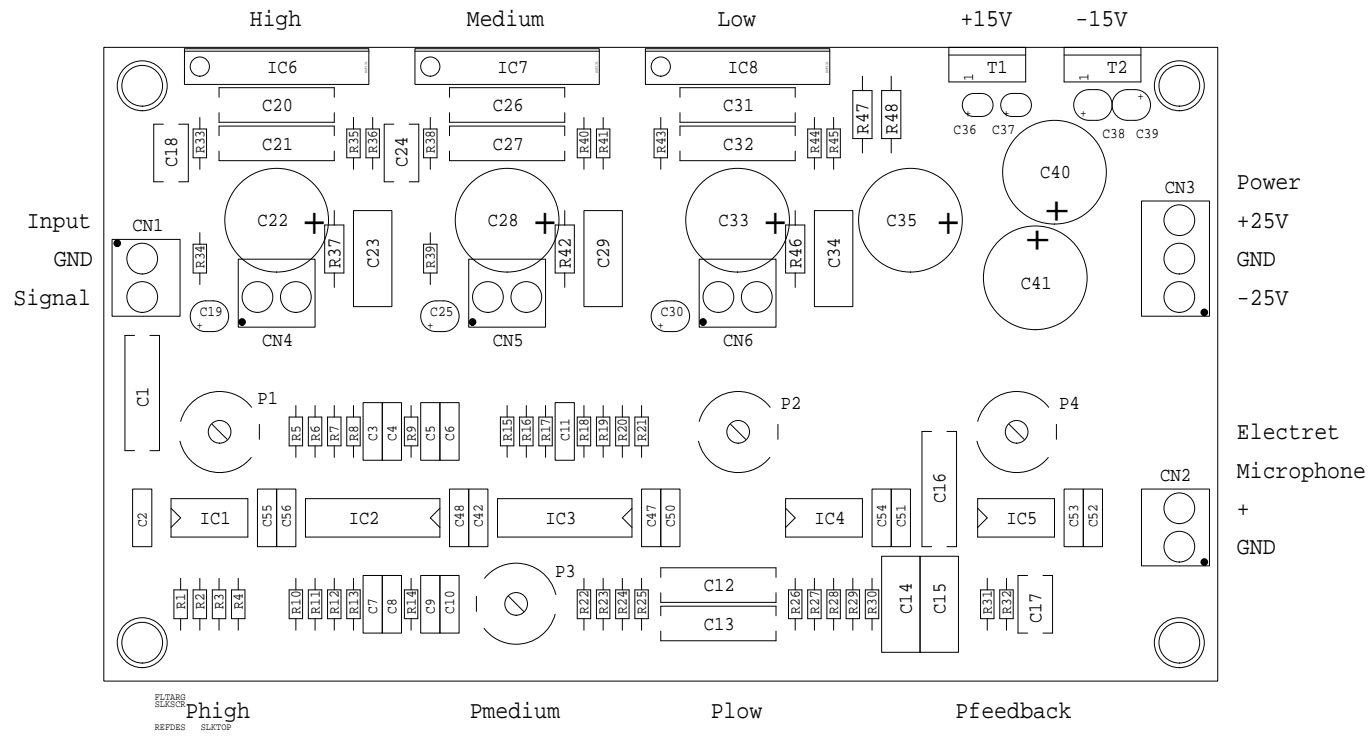 High Medium Low +15V -15V
IC6 IC7 IC8 T1 T2
1 1
C20 C26 C31
C36 C37 C38 C39
R47 R48
C18 R33 C21 R35 R36 C24 R38 C27 R40 R41 R43 C32 R44 R45
C40
CN3 Power
Input CN1 C22 C28 C33 C35 +25V
GND R34 R37 C23 R39 R42 C29 R46 C34 GND
C41
Signal -25V
C19 C25 C30
CN4 CN5 CN6
C1 P1 P2 P4
R5 R6 R7 R8 C3 C4 R9 C5 C6 R15 R16 R17 C11 R18 R19 R20 R21
Electret
Microphone
C16 CN2
C2 IC1 C55 C56 IC2 C48 C42 IC3 C47 C50 IC4 C54 C51 IC5 C53 C52
+
GND
P3
C12
R1 R2 R3 R4 R10 R11 R12 R13 C7 C8 R14 C9 C10 R22 R23 R24 R25 R26 R27 R28 R29 R30 C14 C15 R31 R32 C17
C13
FLTARG
SLKSCR
Phigh Pmedium Plow Pfeedback
REFDES SLKTOP